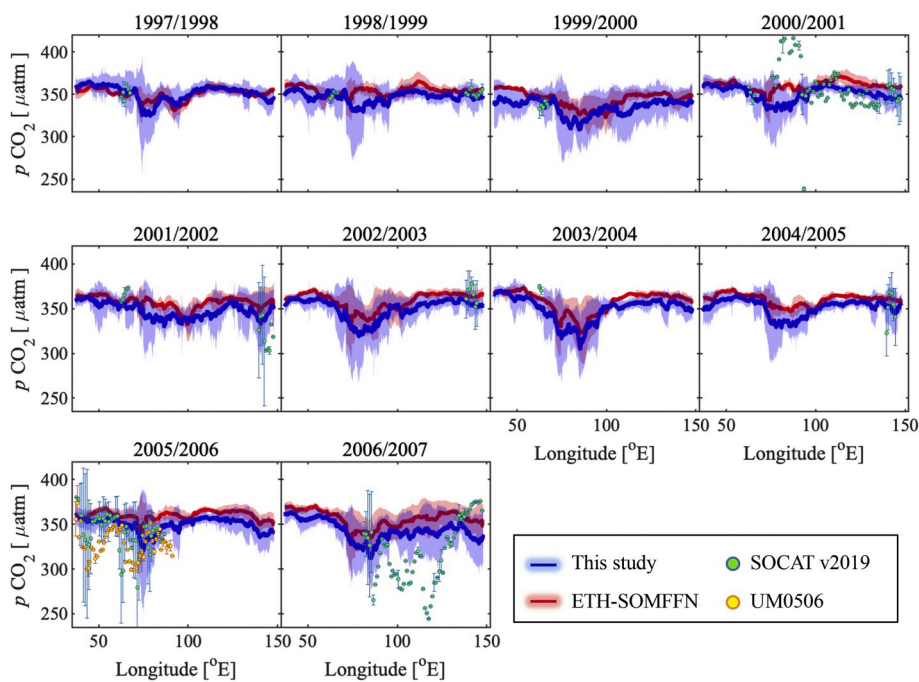 1997/1998 1998/1999 1999/2000 2000/2001
400
350
300
250
p CO2 [ µatm ]
2001/2002 2002/2003 2003/2004 2004/2005
400
350
300
250
p CO2 [ µatm ]
50 100 150 50 100 150
Longitude [°E] Longitude [°E]
2005/2006 2006/2007
400
350
300
250
p CO2 [ µatm ]
50 100 150 50 100 150
Longitude [°E] Longitude [°E]
This study SOCAT v2019
ETH-SOMFFN UM0506